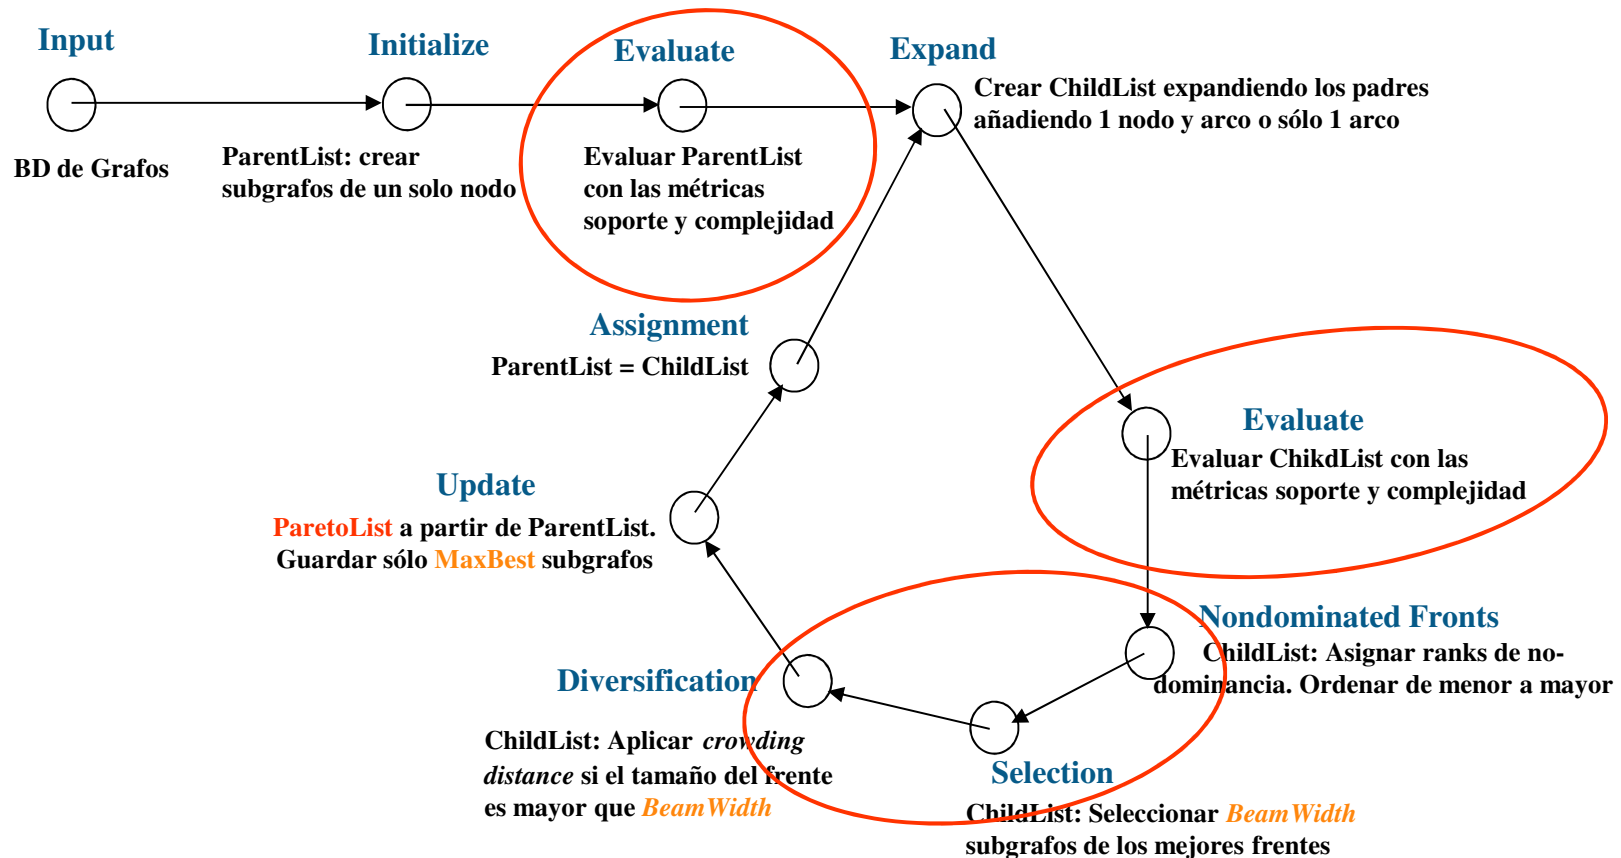 Input
BD de Grafos
Initialize
ParentList: crear
subgrafos de un solo nodo
Evaluate
Evaluar ParentList
con las métricas
soporte y complejidad
Expand
Crear ChildList expandiendo los padres
añadiendo 1 nodo y arco o sólo 1 arco
Evaluate
Evaluar ChikdList con las
métricas soporte y complejidad
Nondominated Fronts
ChildList: Asignar ranks de no-
dominancia. Ordenar de menor a mayor
Selection
ChildList: Seleccionar BeamWidth
subgrafos de los mejores frentes
Diversification
ChildList: Aplicar crowding
distance si el tamaño del frente
es mayor que BeamWidth
Update
ParetoList a partir de ParentList.
Guardar sólo MaxBest subgrafos
Assignment
ParentList = ChildList